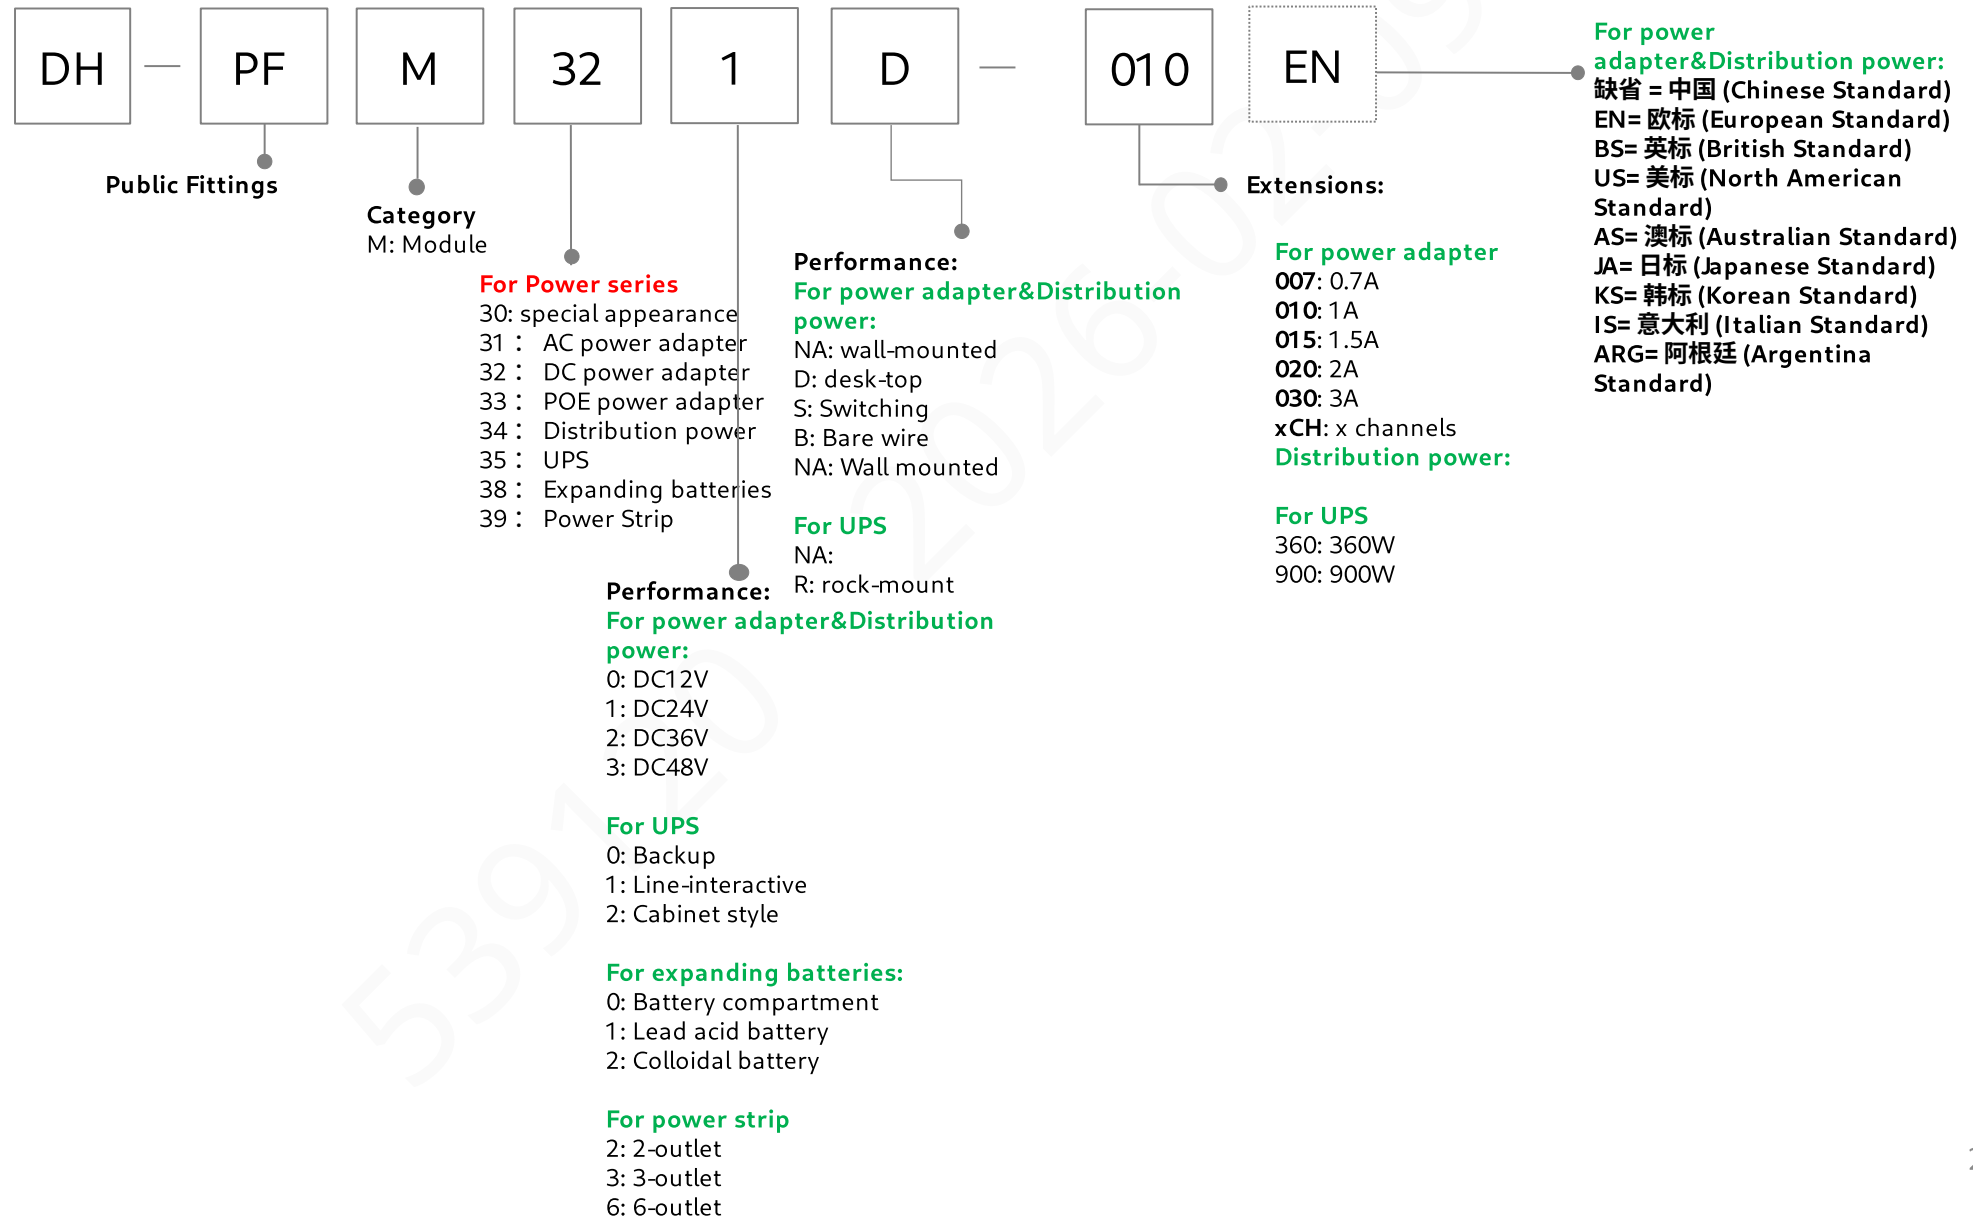 DH — PF M 32 1 D — 010 EN
Public Fittings
Category
M: Module
For Power series
30: special appearance
31： AC power adapter
32： DC power adapter
33： POE power adapter
34： Distribution power
35： UPS
38： Expanding batteries
39： Power Strip
Performance:
For power adapter&Distribution
power:
0: DC12V
1: DC24V
2: DC36V
3: DC48V
For UPS
0: Backup
1: Line-interactive
2: Cabinet style
For expanding batteries:
0: Battery compartment
1: Lead acid battery
2: Colloidal battery
For power strip
2: 2-outlet
3: 3-outlet
6: 6-outlet
Performance:
For power adapter&Distribution
power:
NA: wall-mounted
D: desk-top
S: Switching
B: Bare wire
NA: Wall mounted
For UPS
NA:
R: rock-mount
Extensions:
For power adapter
007: 0.7A
010: 1A
015: 1.5A
020: 2A
030: 3A
xCH: x channels
Distribution power:
For UPS
360: 360W
900: 900W
For power
adapter&Distribution power:
缺省 = 中国 (Chinese Standard)
EN= 欧标 (European Standard)
BS= 英标 (British Standard)
US= 美标 (North American
Standard)
AS= 澳标 (Australian Standard)
JA= 日标 (Japanese Standard)
KS= 韩标 (Korean Standard)
IS= 意大利 (Italian Standard)
ARG= 阿根廷 (Argentina
Standard)